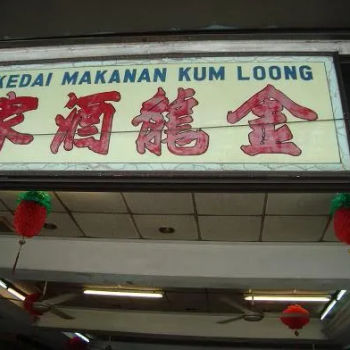 KEDAI MAKANAN KUM LOONG
金龍酒家